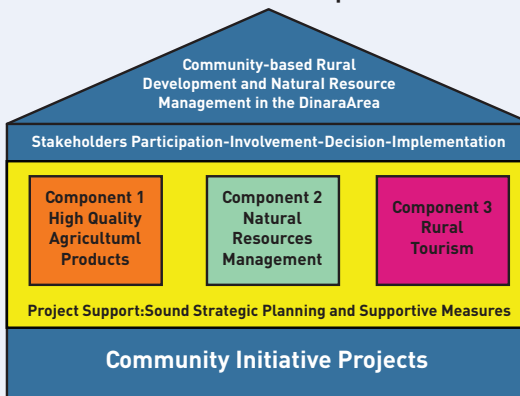 Community-based Rural
Development and Natural Resource
Management in the DinaraArea
Stakeholders Participation-Involvement-Decision-Implementation
Component 1
High Quality
Agricultuml
Products
Component 2
Natural
Resources
Management
Component 3
Rural
Tourism
Project Support:Sound Strategic Planning and Supportive Measures
Community Initiative Projects